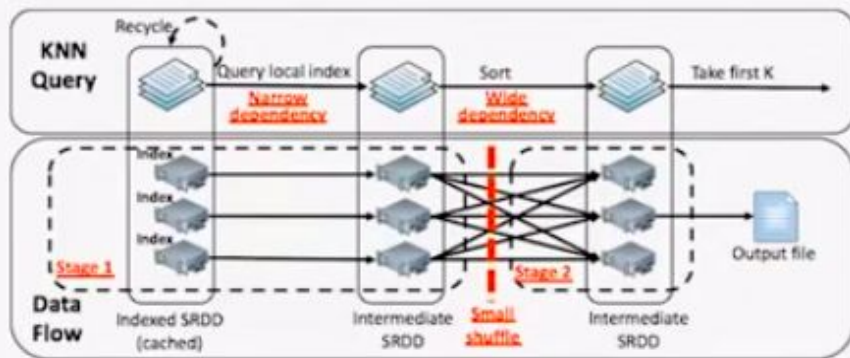 Recycle
KNN
Query
Query local index
Narrow
dependency
Sort
Wide
dependency
Take first K
Index
Index
Index
Stage 1
Stage 2
Output file
Data
Flow
Indexed SRDD
(cached)
Intermediate
SRDD
Small
shuffle
Intermediate
SRDD